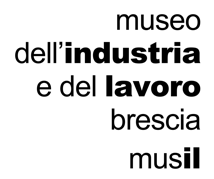 museo
dell'industria
e del lavoro
brescia
musil